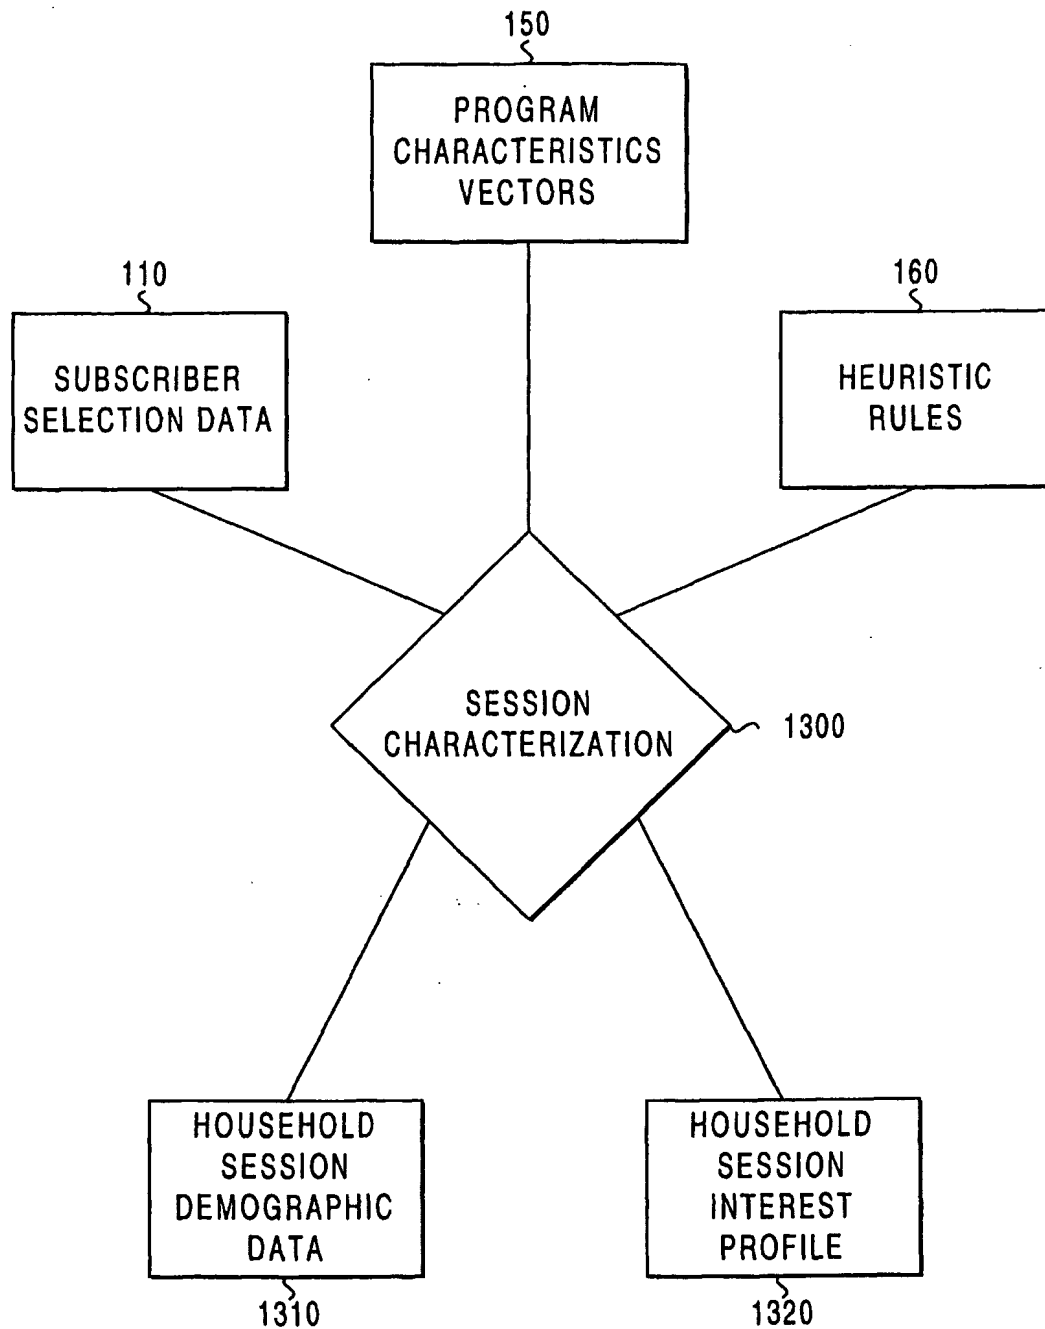 150
PROGRAM
CHARACTERISTICS
VECTORS
110
SUBSCRIBER
SELECTION DATA
160
HEURISTIC
RULES
SESSION
CHARACTERIZATION
1300
HOUSEHOLD
SESSION
DEMOGRAPHIC
DATA
1310
HOUSEHOLD
SESSION
INTEREST
PROFILE
1320